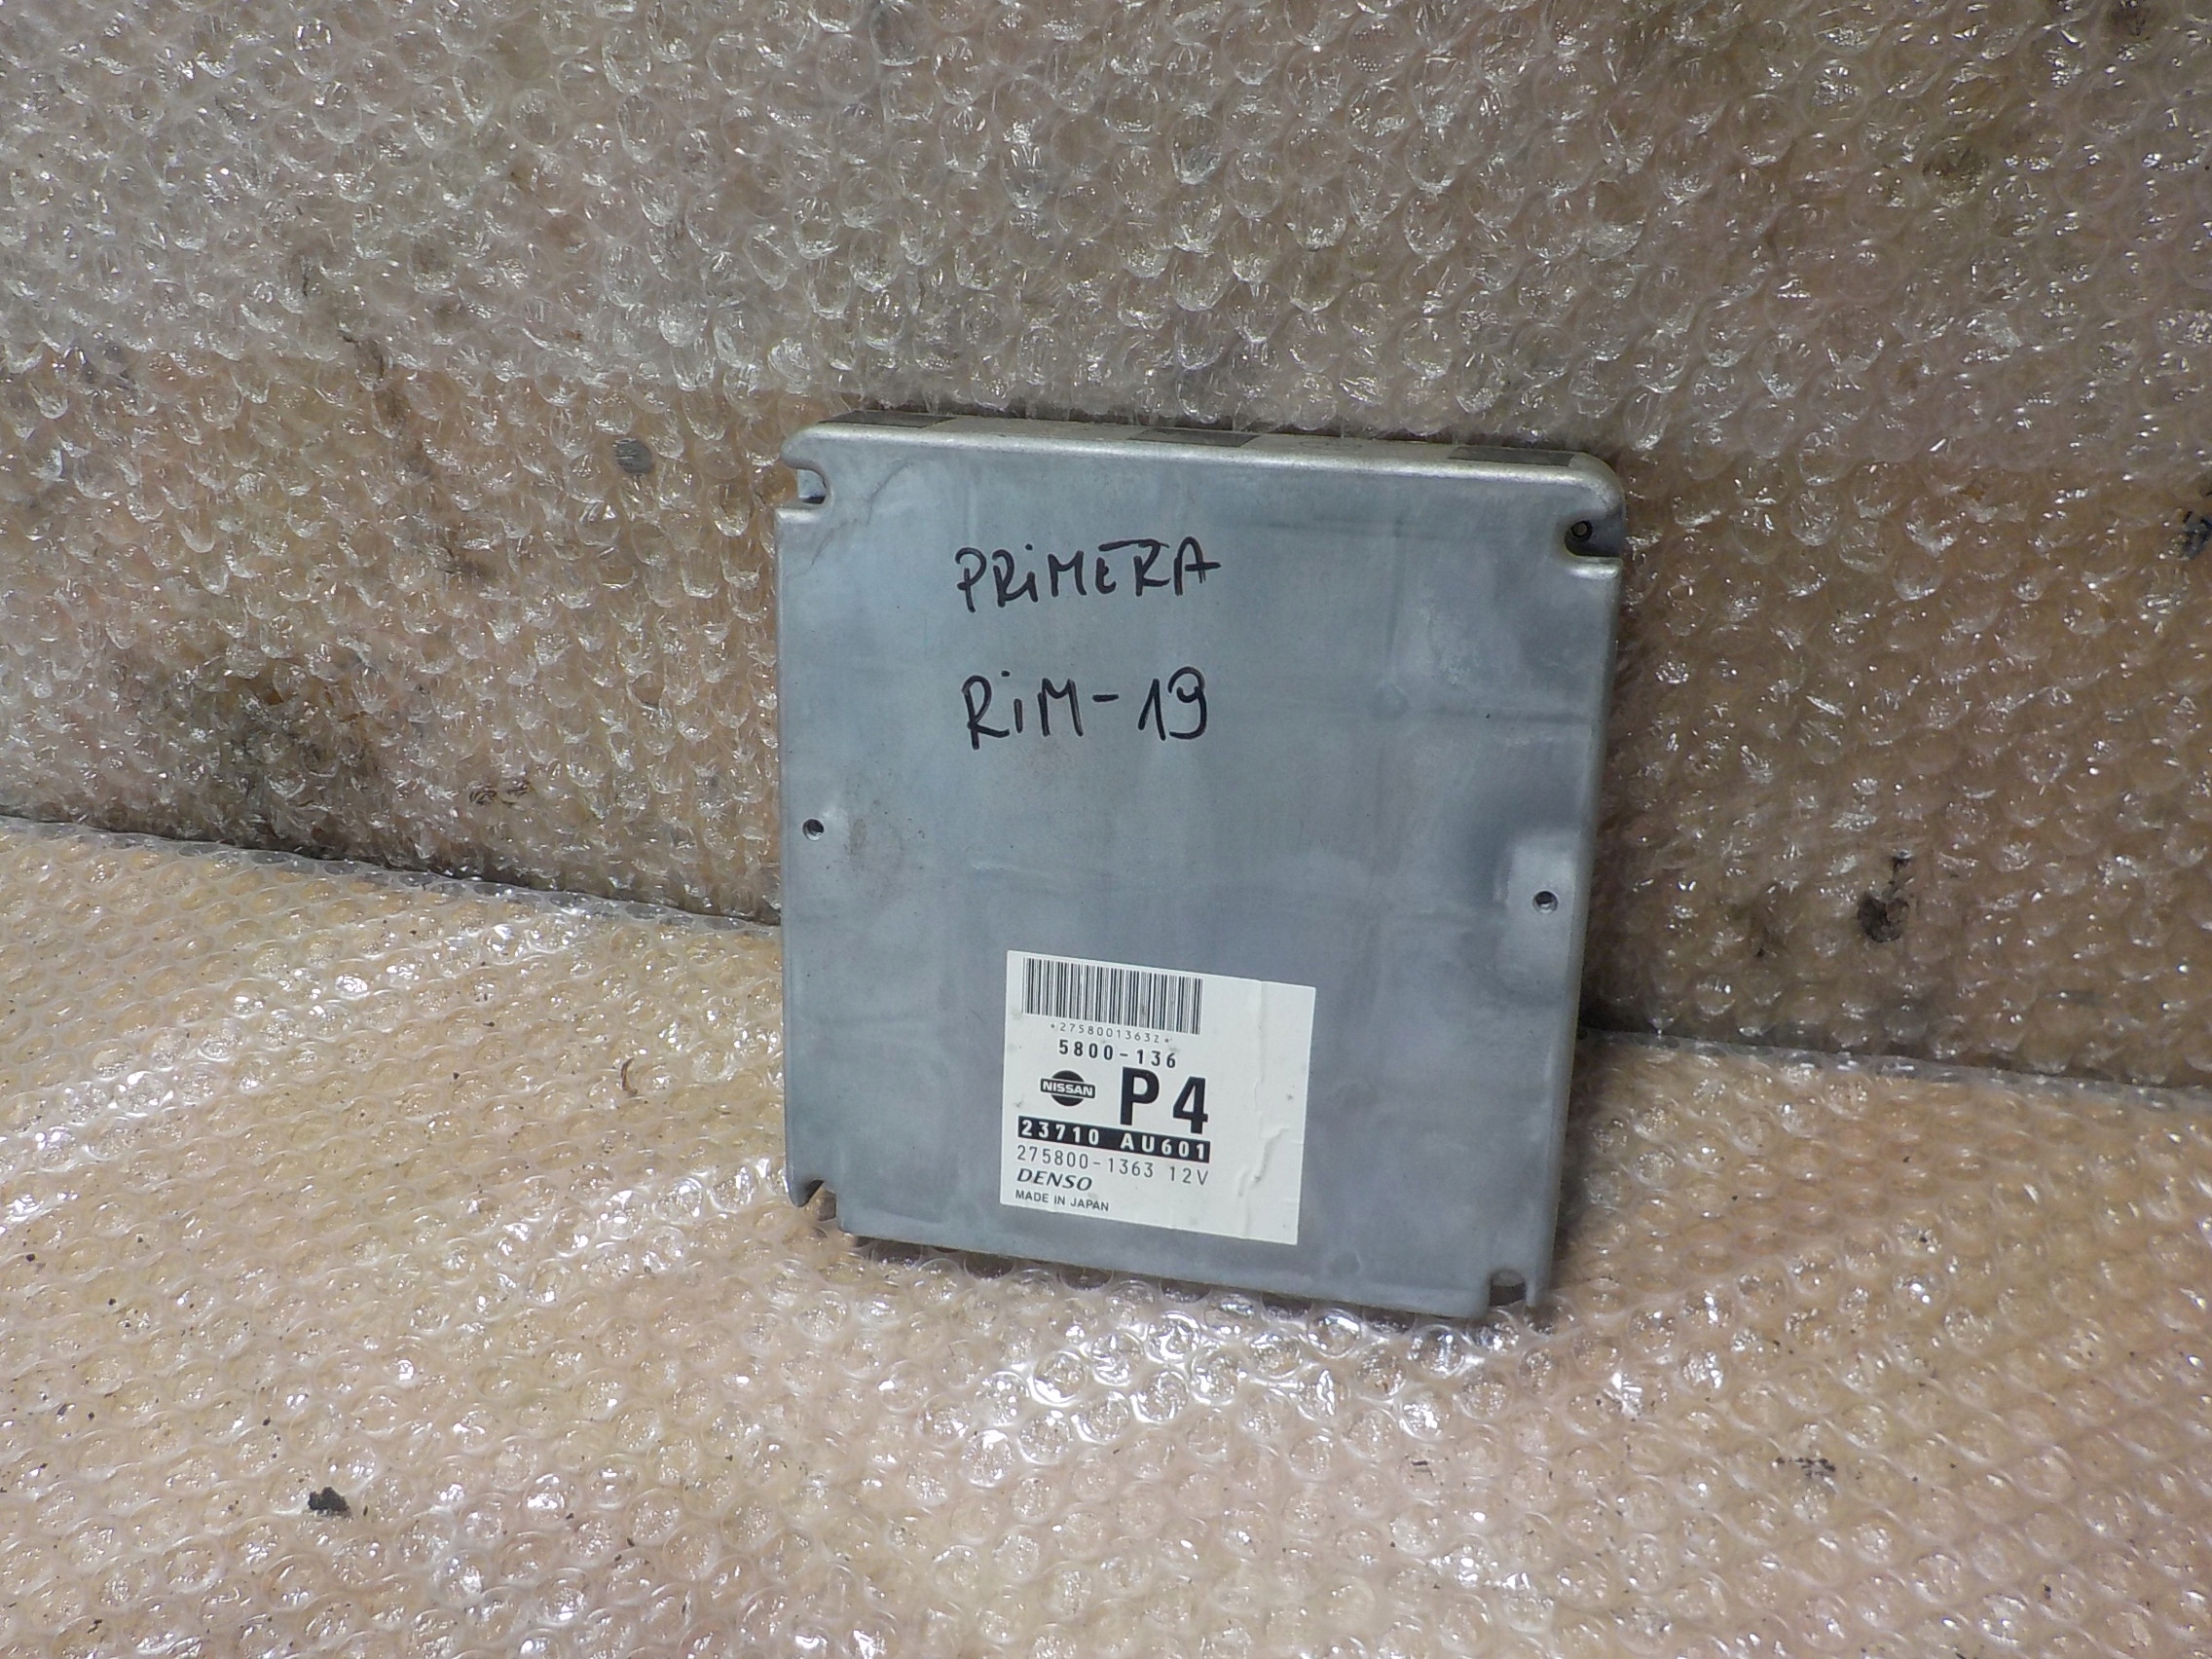 PRiMERA
RiM-19
*2758001363Z*
5800-136
NISSAN P4
23710 AU601
275800-1363 12V
DENSO
MADE IN JAPAN